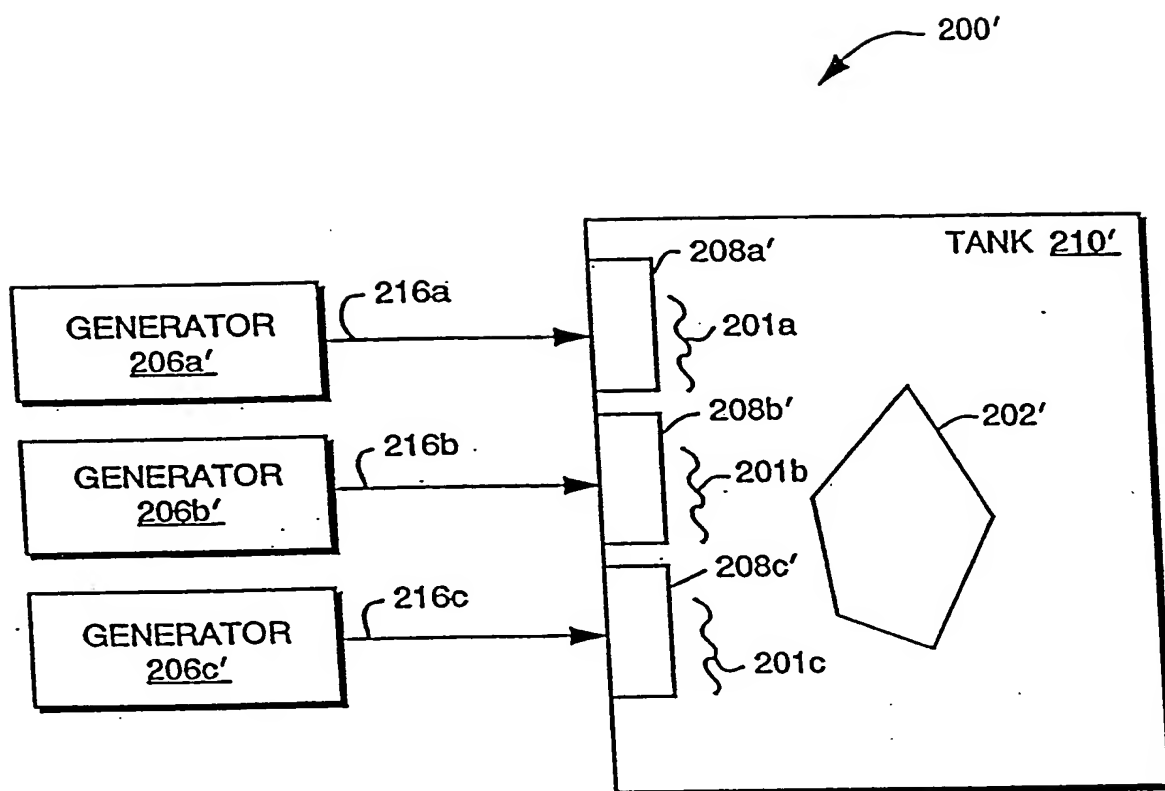 200′
TANK 210′
208a′
216a
201a
GENERATOR
206a′
208b′
202′
216b
201b
GENERATOR
206b′
208c′
216c
GENERATOR
206c′
201c